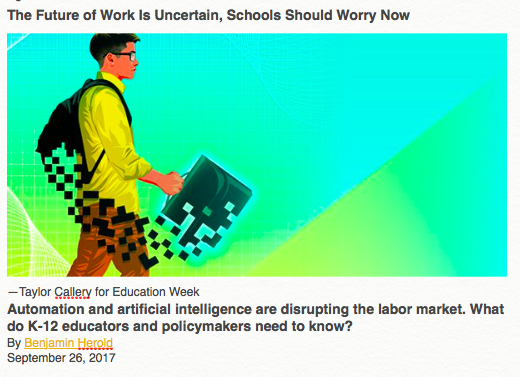 The Future of Work Is Uncertain, Schools Should Worry Now
—Taylor Callery for Education Week
Automation and artificial intelligence are disrupting the labor market. What
do K-12 educators and policymakers need to know?
By Benjamin Herold
September 26, 2017